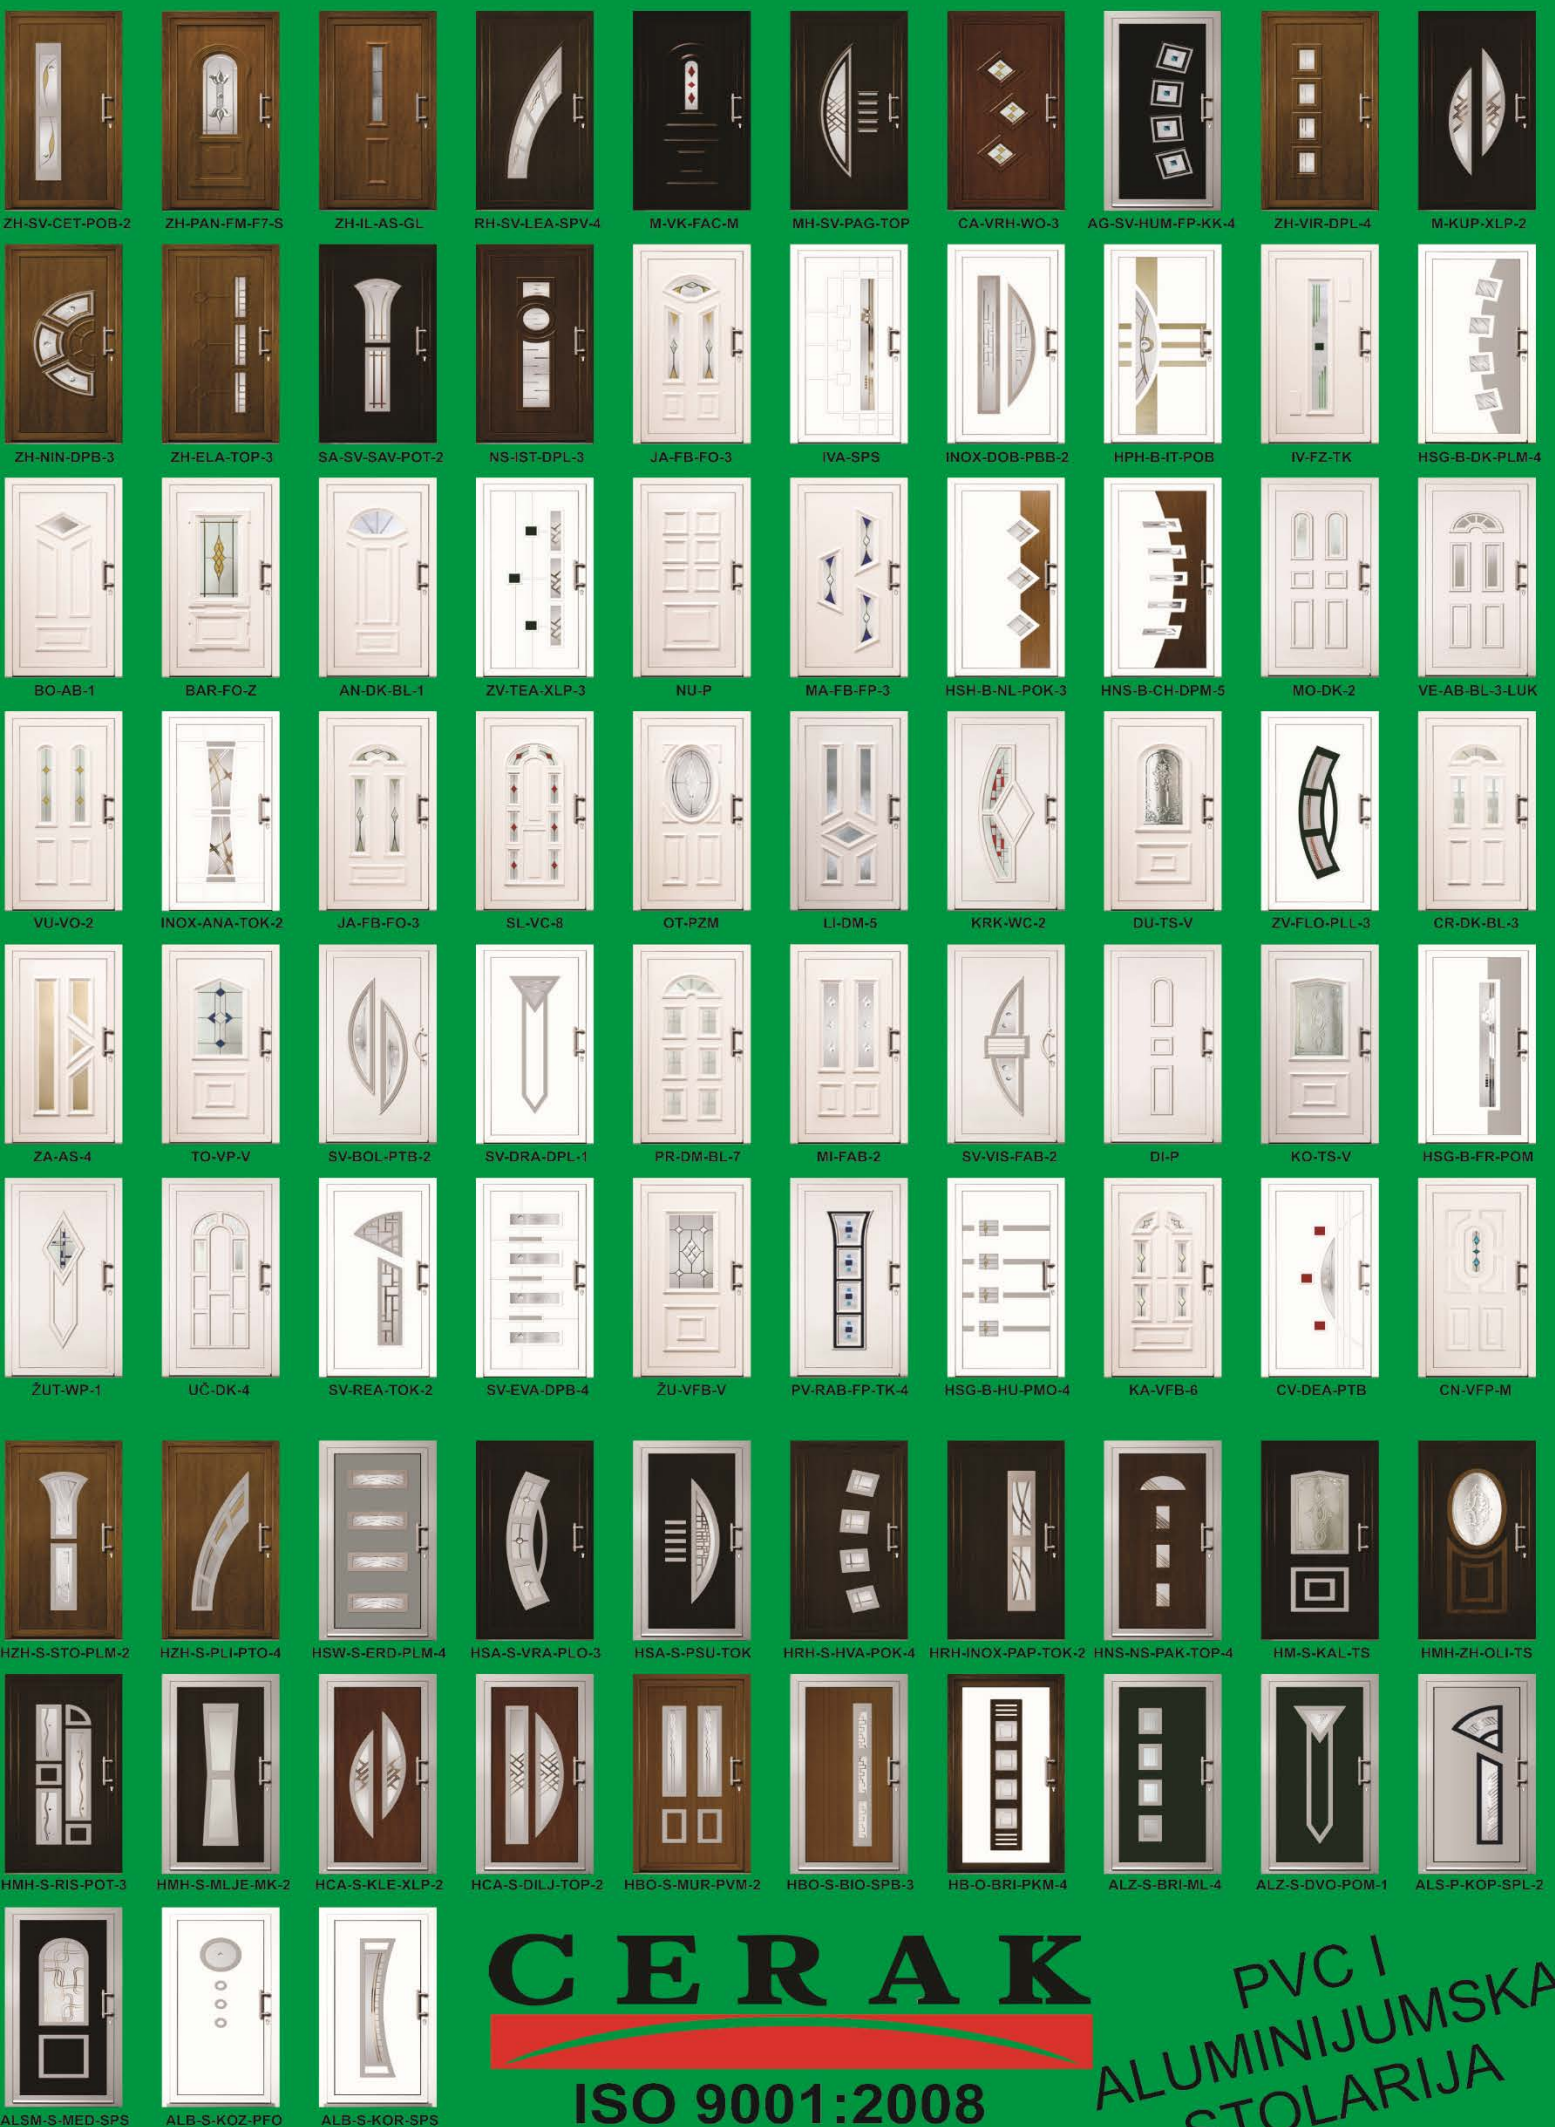 ZH-SV-CET-POB-2 ZH-PAN-FM-F7-S ZH-IL-AS-GL RH-SV-LEA-SPV-4 M-VK-FAC-M MH-SV-PAG-TOP CA-VRH-WO-3 AG-SV-HUM-FP-KK-4 ZH-VIR-DPL-4 M-KUP-XLP-2
ZH-NIN-DPB-3 ZH-ELA-TOP-3 SA-SV-SAV-POT-2 NS-IST-DPL-3 JA-FB-FO-3 IVA-SPS INOX-DOB-PBB-2 HPH-B-IT-POB IV-FZ-TK HSG-B-DK-PLM-4
BO-AB-1 BAR-FO-Z AN-DK-BL-1 ZV-TEA-XLP-3 NU-P MA-FB-FP-3 HSH-B-NL-POK-3 HNS-B-CH-DPM-5 MO-DK-2 VE-AB-BL-3-LUK
VU-VO-2 INOX-ANA-TOK-2 JA-FB-FO-3 SL-VC-8 OT-PZM LI-DM-5 KRK-WC-2 DU-TS-V ZV-FLO-PLL-3 CR-DK-BL-3
ZA-AS-4 TO-VP-V SV-BOL-PTB-2 SV-DRA-DPL-1 PR-DM-BL-7 MI-FAB-2 SV-VIS-FAB-2 DI-P KO-TS-V HSG-B-FR-POM
ŽUT-WP-1 UČ-DK-4 SV-REA-TOK-2 SV-EVA-DPB-4 ŽU-VFB-V PV-RAB-FP-TK-4 HSG-B-HU-PMO-4 KA-VFB-6 CV-DEA-PTB CN-VFP-M
HZH-S-STO-PLM-2 HZH-S-PLI-PTO-4 HSW-S-ERD-PLM-4 HSA-S-VRA-PLO-3 HSA-S-PSU-TOK HRH-S-HVA-POK-4 HRH-INOX-PAP-TOK-2 HNS-NS-PAK-TOP-4 HM-S-KAL-TS HMH-ZH-OLI-TS
HMH-S-RIS-POT-3 HMH-S-MLJE-MK-2 HCA-S-KLE-XLP-2 HCA-S-DILJ-TOP-2 HBO-S-MUR-PVM-2 HBO-S-BIO-SPB-3 HB-O-BRI-PKM-4 ALZ-S-BRI-ML-4 ALZ-S-DVO-POM-1 ALS-P-KOP-SPL-2
ALSM-S-MED-SPS ALB-S-KOZ-PFO ALB-S-KOR-SPS
CERAK
ISO 9001:2008
PVC I
ALUMINIJUMSKA
STOLARIJA